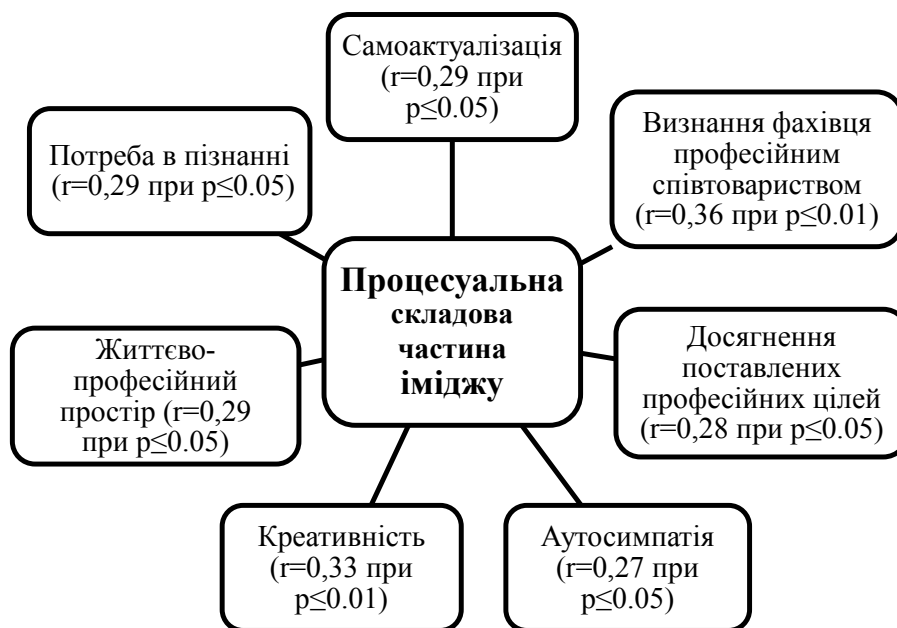 Самоактуалізація
(r=0,29 при
p≤0.05)
Визнання фахівця
професійним
співтовариством
(r=0,36 при p≤0.01)
Потреба в пізнанні
(r=0,29 при p≤0.05)
Процесуальна
складова
частина
іміджу
Досягнення
поставлених
професійних цілей
(r=0,28 при p≤0.05)
Життєво-
професійний
простір (r=0,29
при p≤0.05)
Креативність
(r=0,33 при
p≤0.01)
Аутосимпатія
(r=0,27 при
p≤0.05)